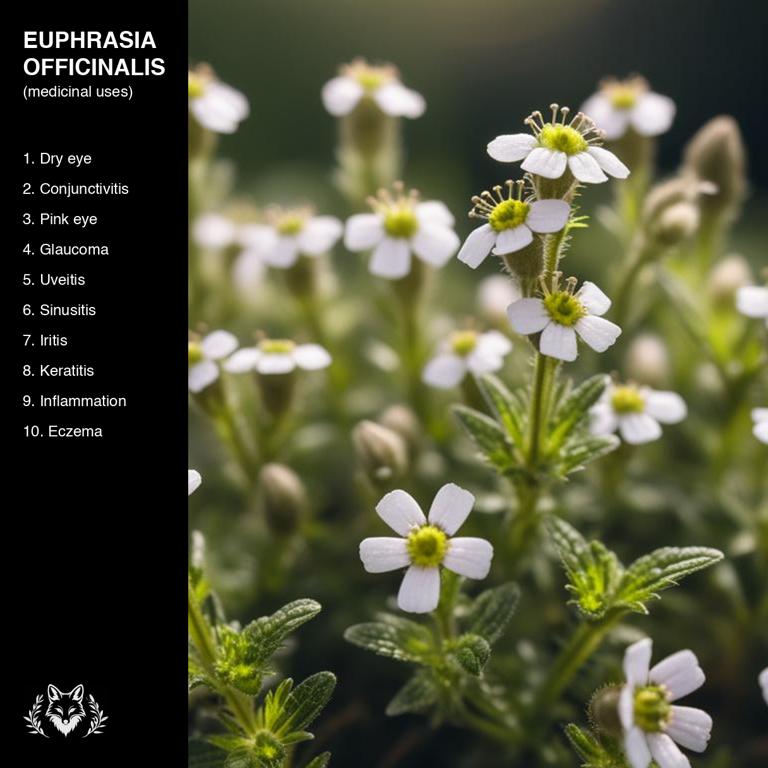 EUPHRASIA
OFFICINALIS
(medicinal uses)
1. Dry eye
2. Conjunctivitis
3. Pink eye
4. Glaucoma
5. Uveitis
6. Sinusitis
7. Iritis
8. Keratitis
9. Inflammation
10. Eczema